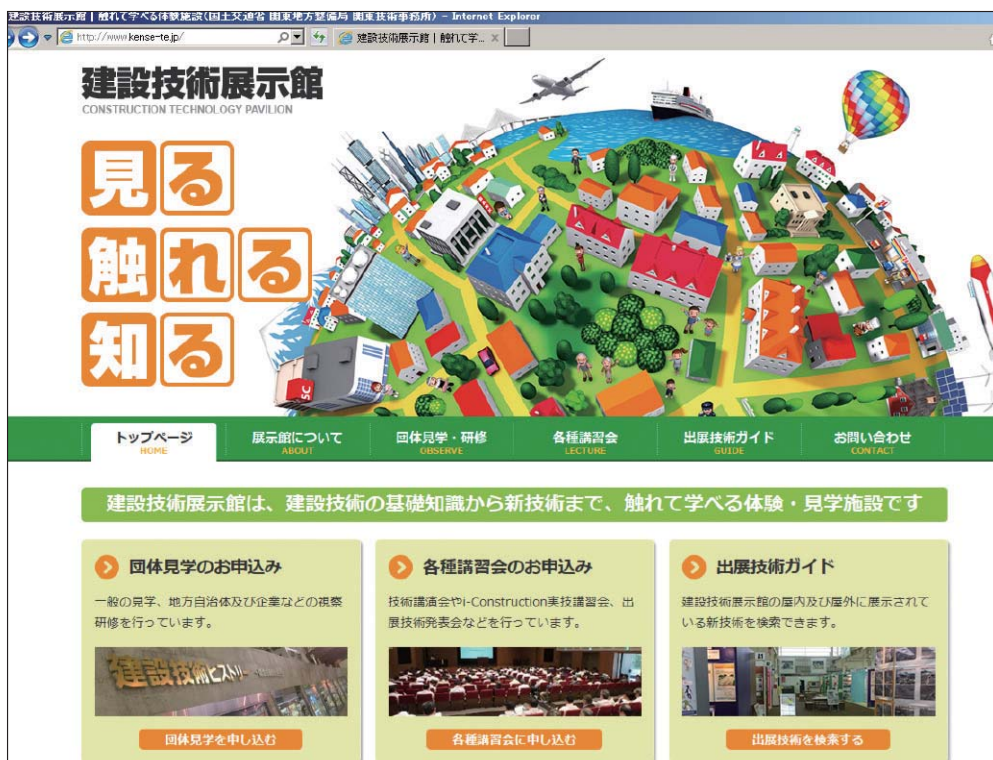 建設技術展示館 | 触れて学べる体験施設(国土交通省 関東地方整備局 関東技術事務所) - Internet Explorer
http://www.kense-te.jp/
建設技術展示館 | 触れて学... ×
建設技術展示館
CONSTRUCTION TECHNOLOGY PAVILION
見る
触れる
知る
SC
トップページ 展示館について 団体見学・研修 各種講習会 出展技術ガイド お問い合わせ
HOME ABOUT OBSERVE LECTURE GUIDE CONTACT
建設技術展示館は、建設技術の基礎知識から新技術まで、触れて学べる体験・見学施設です
団体見学のお申込み
一般の見学、地方自治体及び企業などの視察
研修を行っています。
建設技術ヒストリー
団体見学を申し込む
各種講習会のお申込み
技術講演会やi-Construction実技講習会、出
展技術発表会などを行っています。
各種講習会に申し込む
出展技術ガイド
建設技術展示館の屋内及び屋外に展示されて
いる新技術を検索できます。
出展技術を検索する